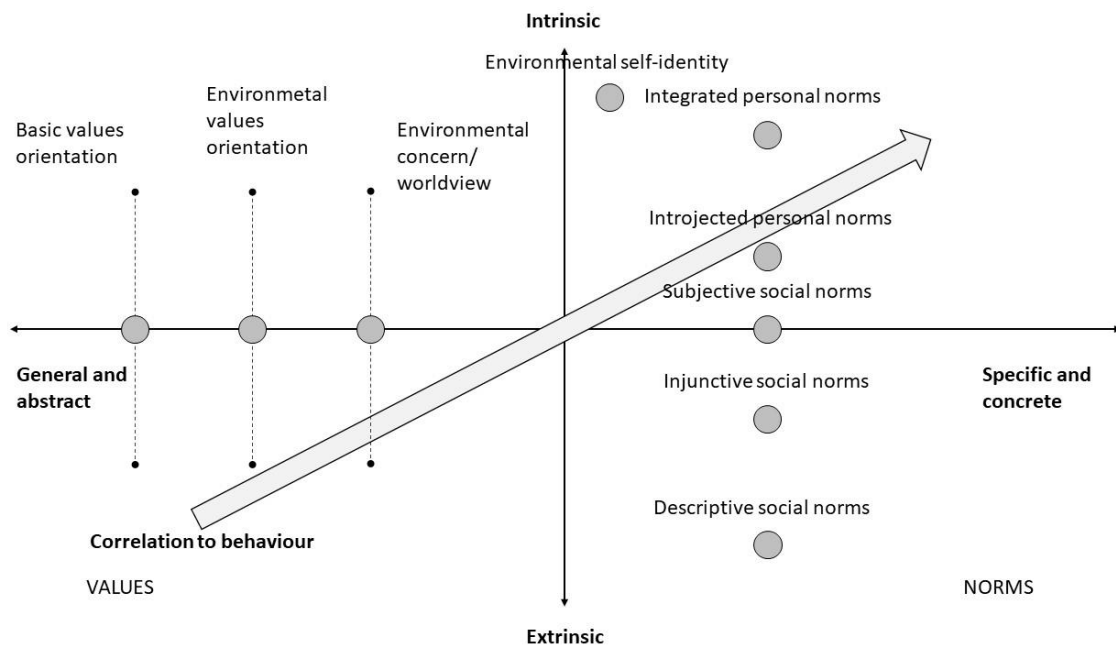 Intrinsic
Environmental self-identity
Integrated personal norms
Environmetal
values
orientation
Basic values
orientation
Environmental
concern/
worldview
Introjected personal norms
Subjective social norms
General and
abstract
Injunctive social norms
Specific and
concrete
Descriptive social norms
Correlation to behaviour
VALUES
NORMS
Extrinsic